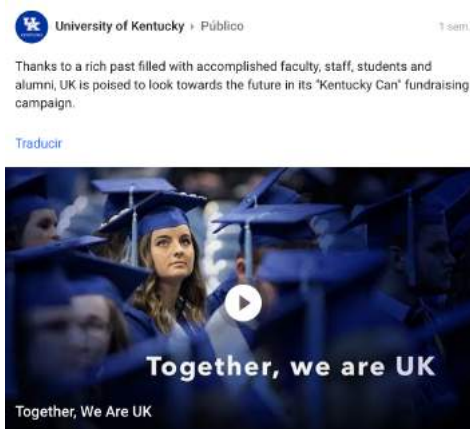 University of Kentucky ▸ Público
1 sem.
Thanks to a rich past filled with accomplished faculty, staff, students and
alumni, UK is poised to look towards the future in its "Kentucky Can" fundraising
campaign.
Traducir
Together, we are UK
Together, We Are UK